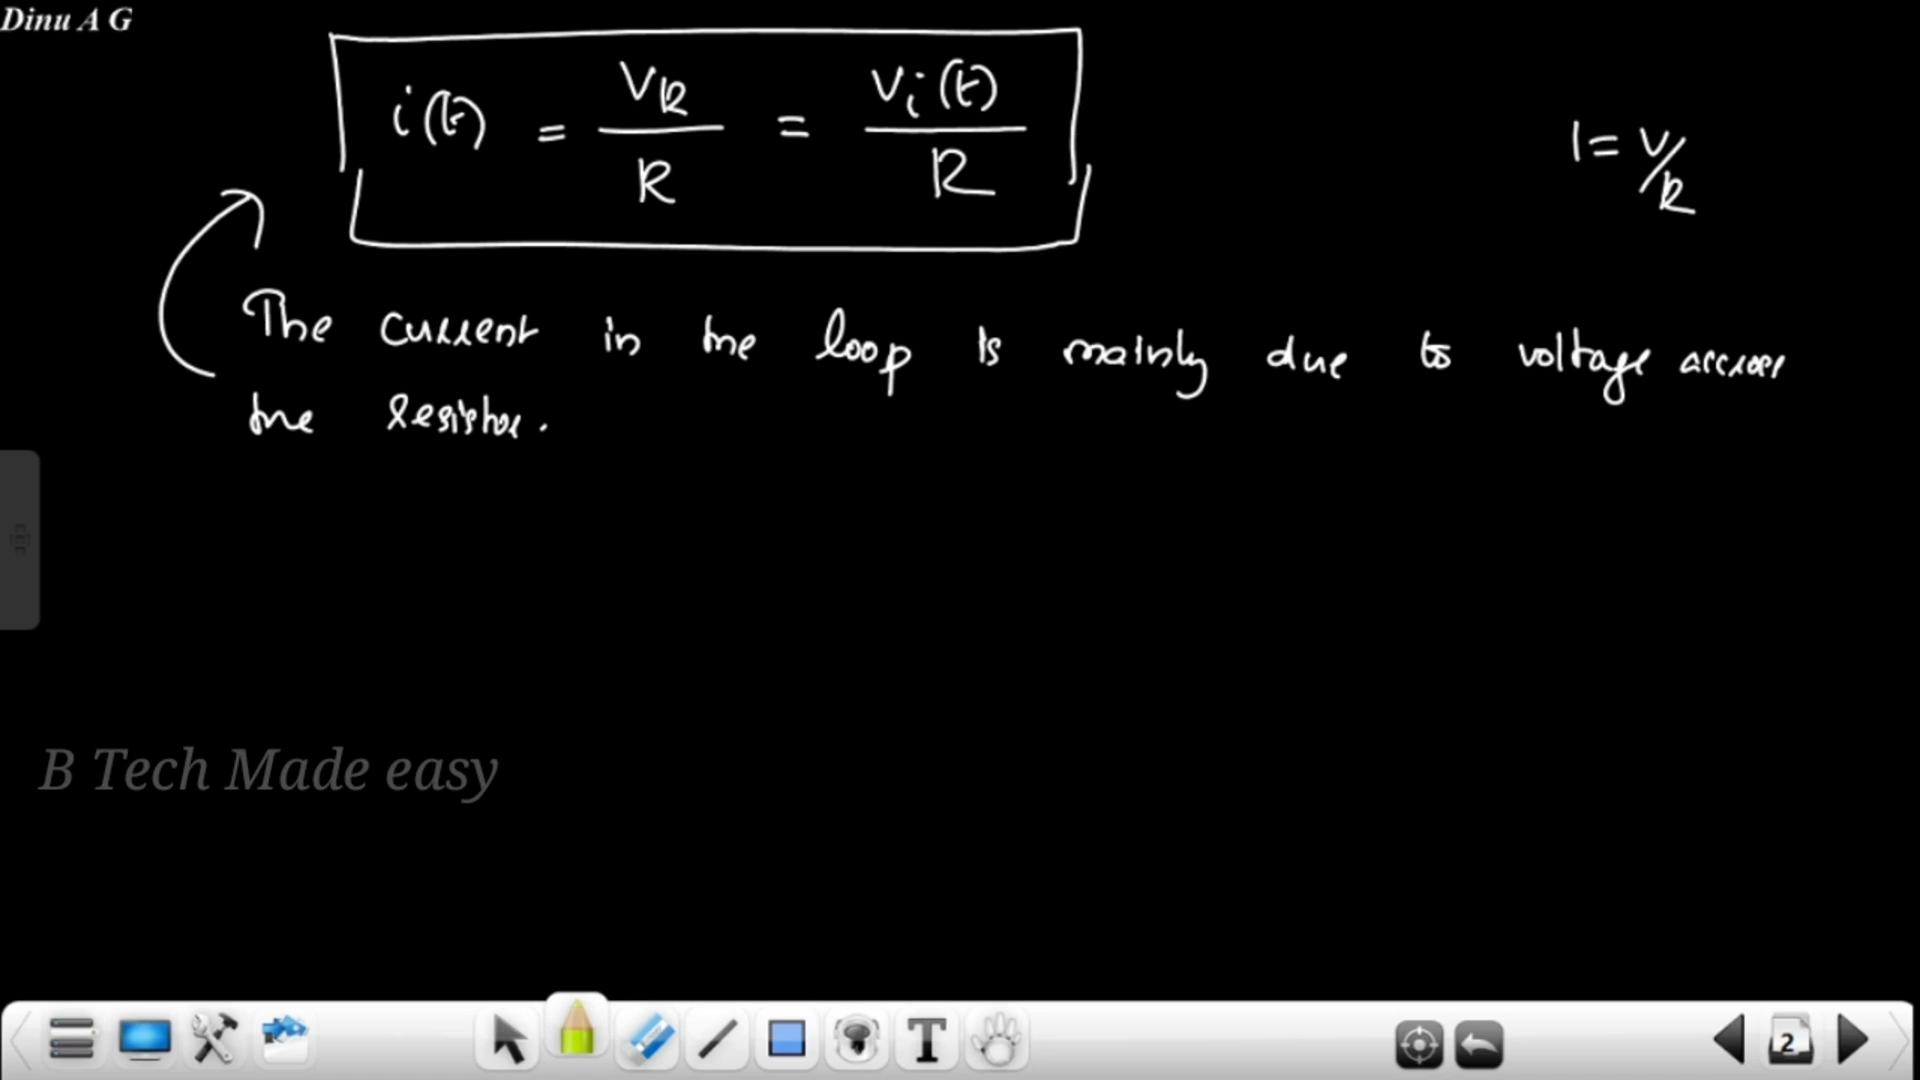 Dinu A G
i(t) = VR / R = Vi(t) / R
I = V/R
The current in the loop is mainly due to voltage accross
the resistor.
B Tech Made easy
T
2